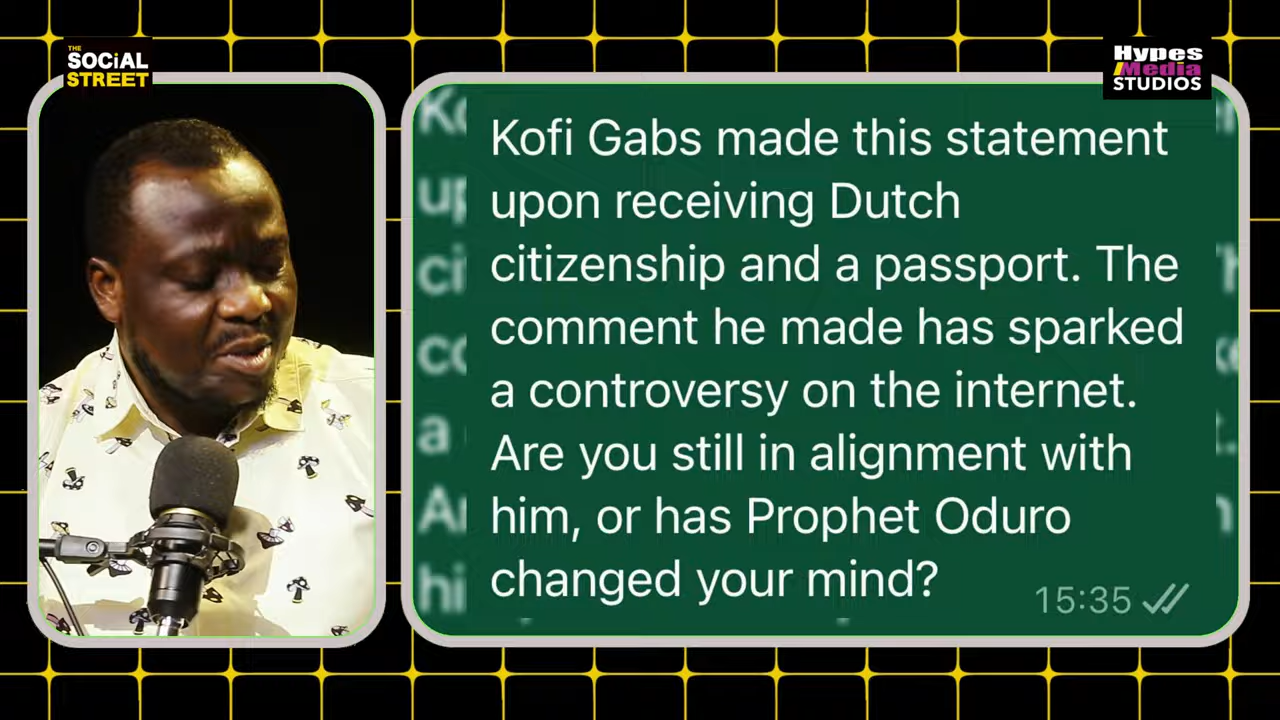 THE
SOCiAL
STREET
Hypes
Media
STUDIOS
Kofi Gabs made this statement
upon receiving Dutch
citizenship and a passport. The
comment he made has sparked
a controversy on the internet.
Are you still in alignment with
him, or has Prophet Oduro
changed your mind?
15:35